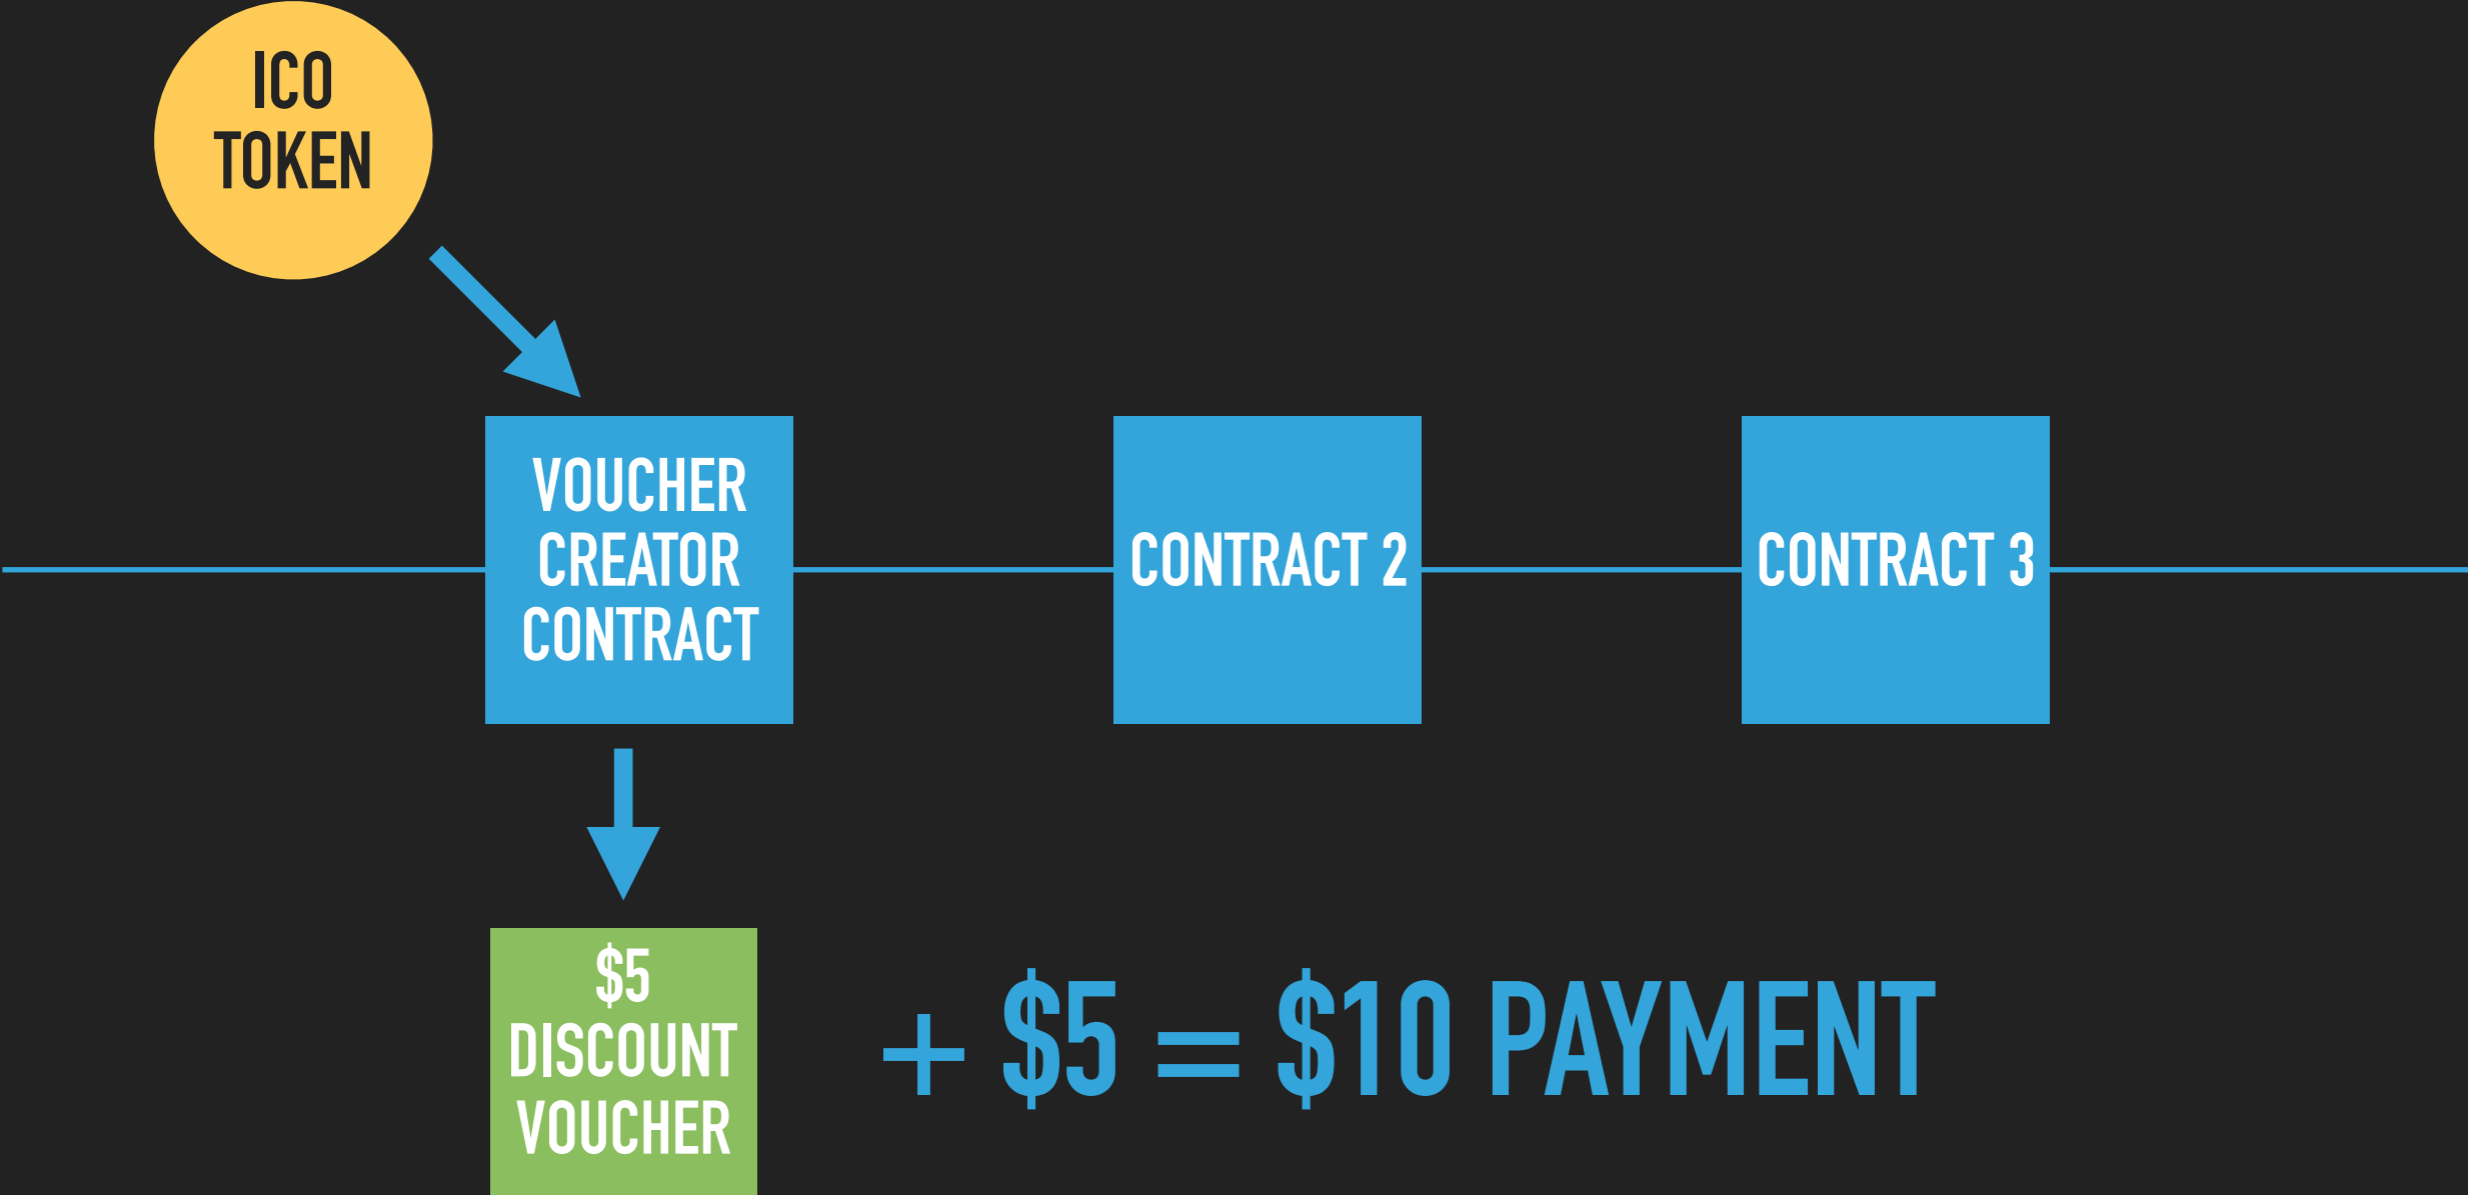 ICO
TOKEN
VOUCHER
CREATOR
CONTRACT
CONTRACT 2
CONTRACT 3
$5
DISCOUNT
VOUCHER
+ $5 = $10 PAYMENT